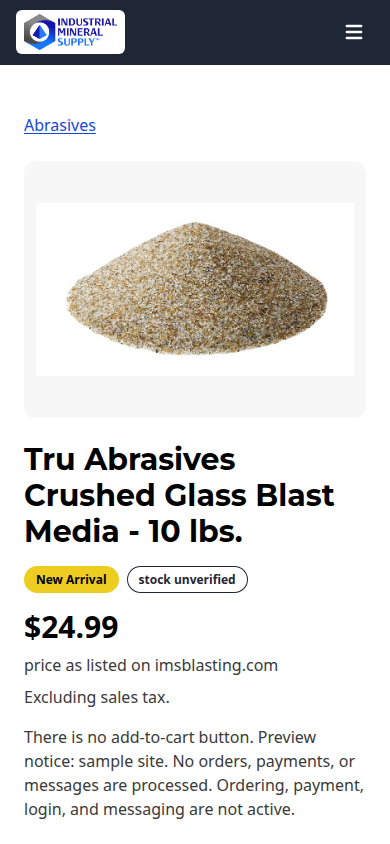 INDUSTRIAL
MINERAL
SUPPLY™
Abrasives
Tru Abrasives
Crushed Glass Blast
Media - 10 lbs.
New Arrival
stock unverified
$24.99
price as listed on imsblasting.com
Excluding sales tax.
There is no add-to-cart button. Preview
notice: sample site. No orders, payments, or
messages are processed. Ordering, payment,
login, and messaging are not active.